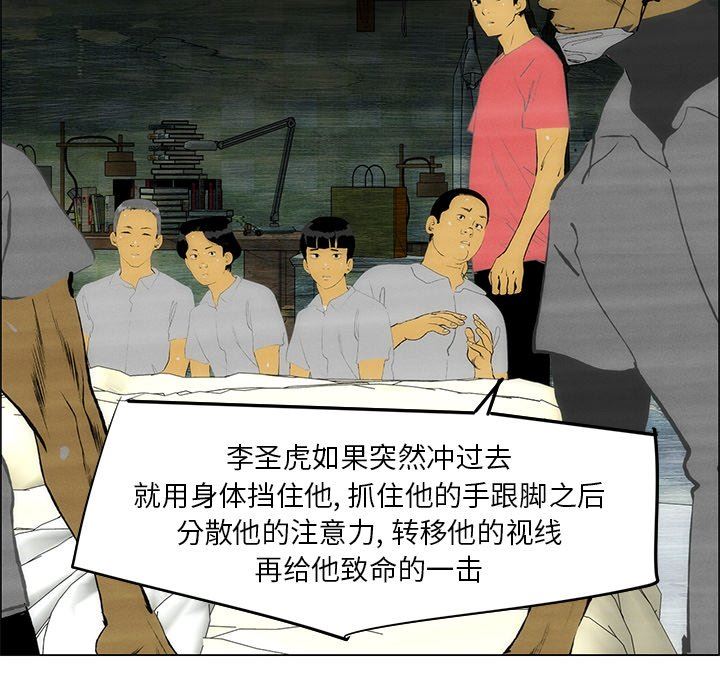 李圣虎如果突然冲过去
就用身体挡住他, 抓住他的手跟脚之后
分散他的注意力, 转移他的视线
再给他致命的一击